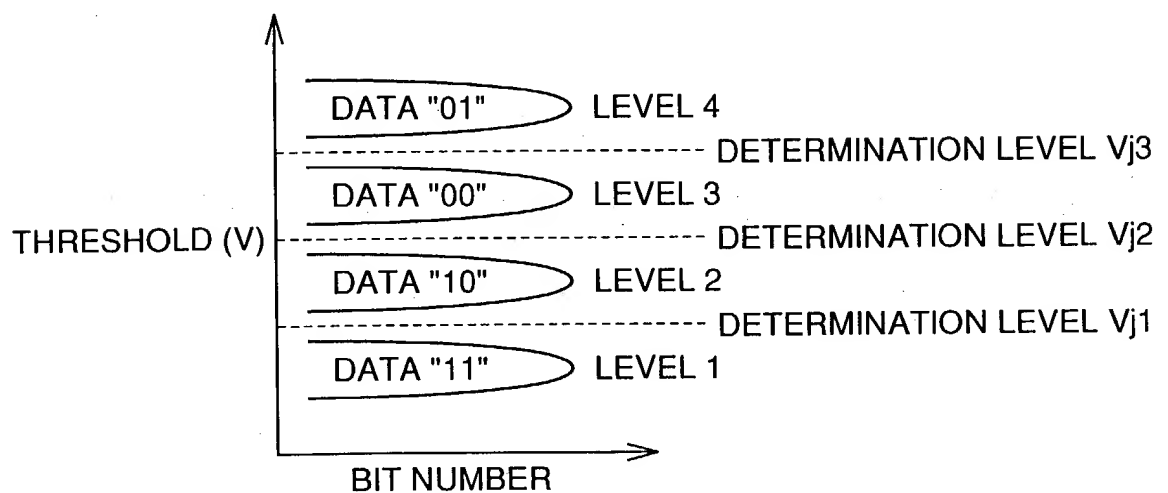 DATA "01" LEVEL 4
DETERMINATION LEVEL Vj3
DATA "00" LEVEL 3
THRESHOLD (V)
DETERMINATION LEVEL Vj2
DATA "10" LEVEL 2
DETERMINATION LEVEL Vj1
DATA "11" LEVEL 1
BIT NUMBER